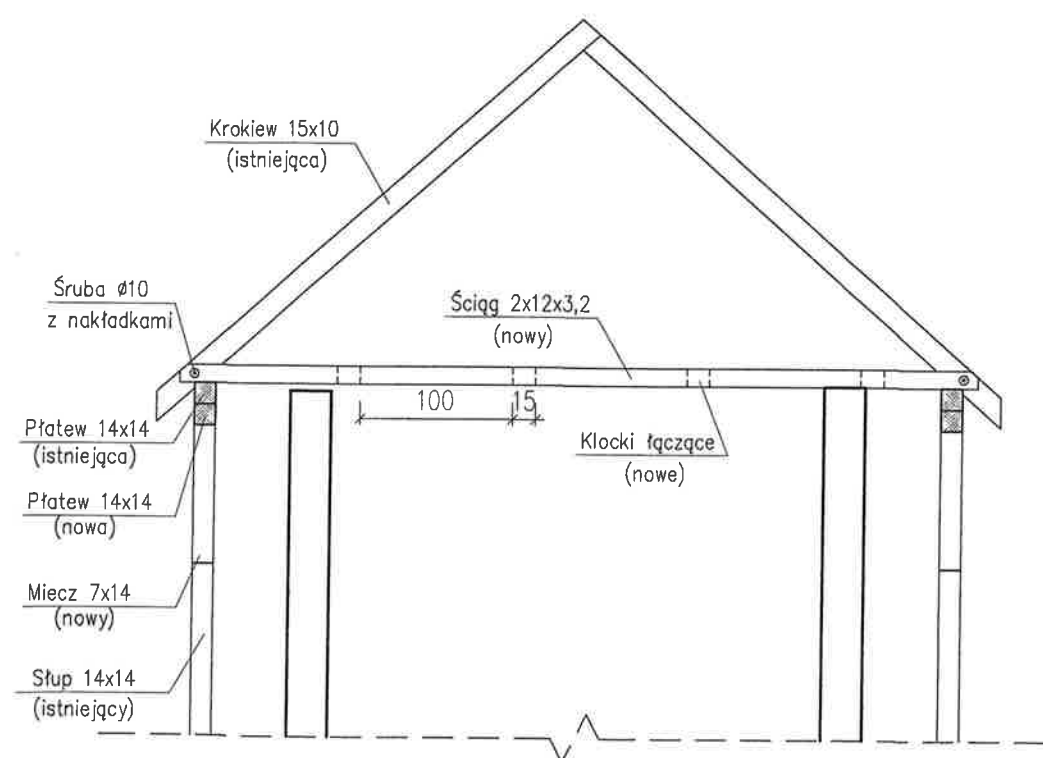 Krokiew 15x10
(istniejąca)
Śruba ø10
z nakładkami
Ściąg 2x12x3,2
(nowy)
100
15
Płatew 14x14
(istniejąca)
Klocki łączące
(nowe)
Płatew 14x14
(nowa)
Miecz 7x14
(nowy)
Słup 14x14
(istniejący)